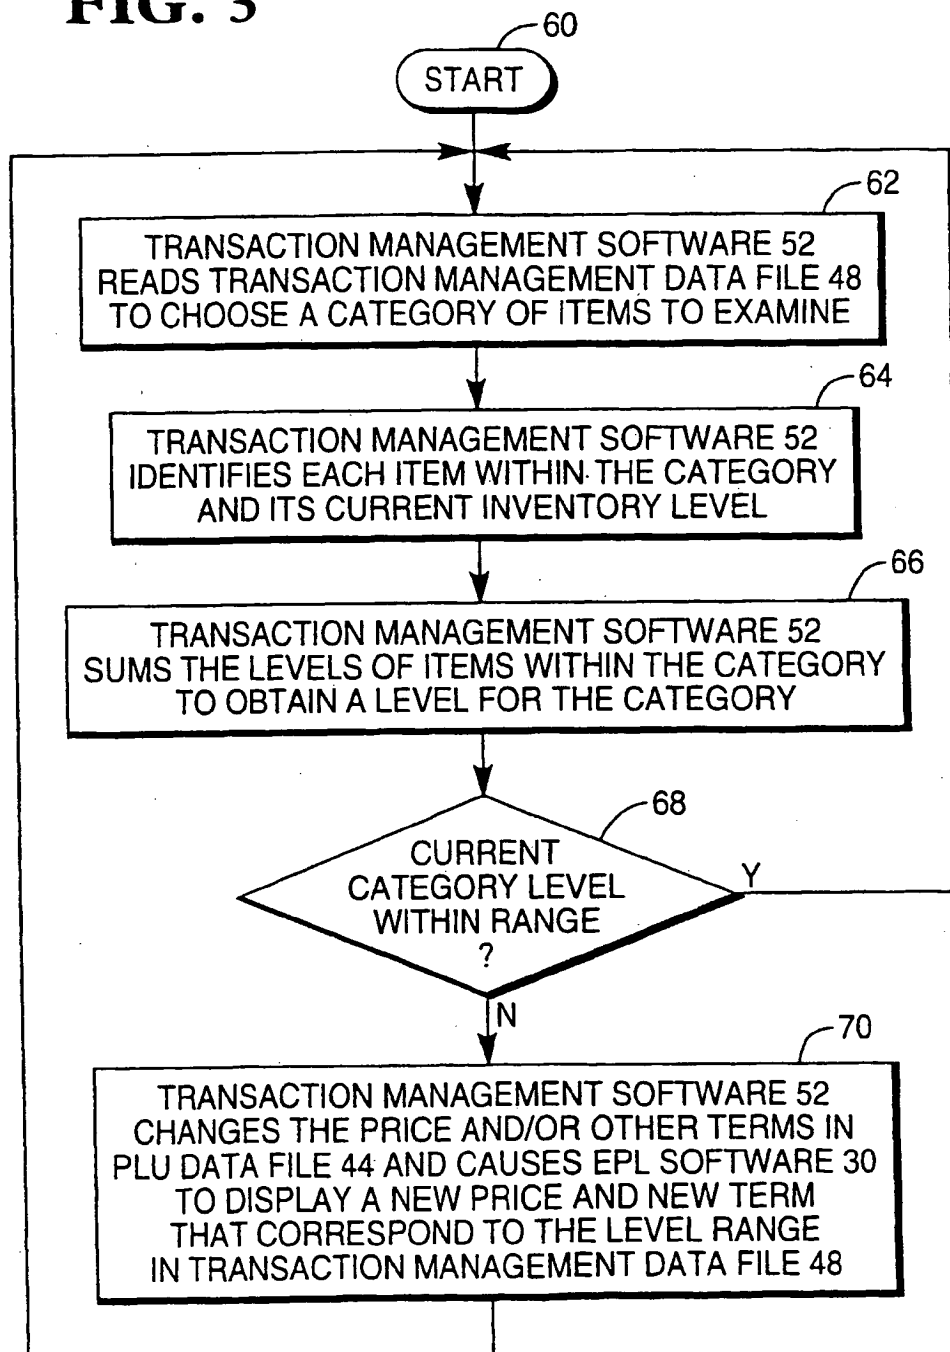 FIG. 3
60
START
62
TRANSACTION MANAGEMENT SOFTWARE 52
READS TRANSACTION MANAGEMENT DATA FILE 48
TO CHOOSE A CATEGORY OF ITEMS TO EXAMINE
64
TRANSACTION MANAGEMENT SOFTWARE 52
IDENTIFIES EACH ITEM WITHIN THE CATEGORY
AND ITS CURRENT INVENTORY LEVEL
66
TRANSACTION MANAGEMENT SOFTWARE 52
SUMS THE LEVELS OF ITEMS WITHIN THE CATEGORY
TO OBTAIN A LEVEL FOR THE CATEGORY
68
CURRENT
CATEGORY LEVEL
WITHIN RANGE
?
Y
N
70
TRANSACTION MANAGEMENT SOFTWARE 52
CHANGES THE PRICE AND/OR OTHER TERMS IN
PLU DATA FILE 44 AND CAUSES EPL SOFTWARE 30
TO DISPLAY A NEW PRICE AND NEW TERM
THAT CORRESPOND TO THE LEVEL RANGE
IN TRANSACTION MANAGEMENT DATA FILE 48